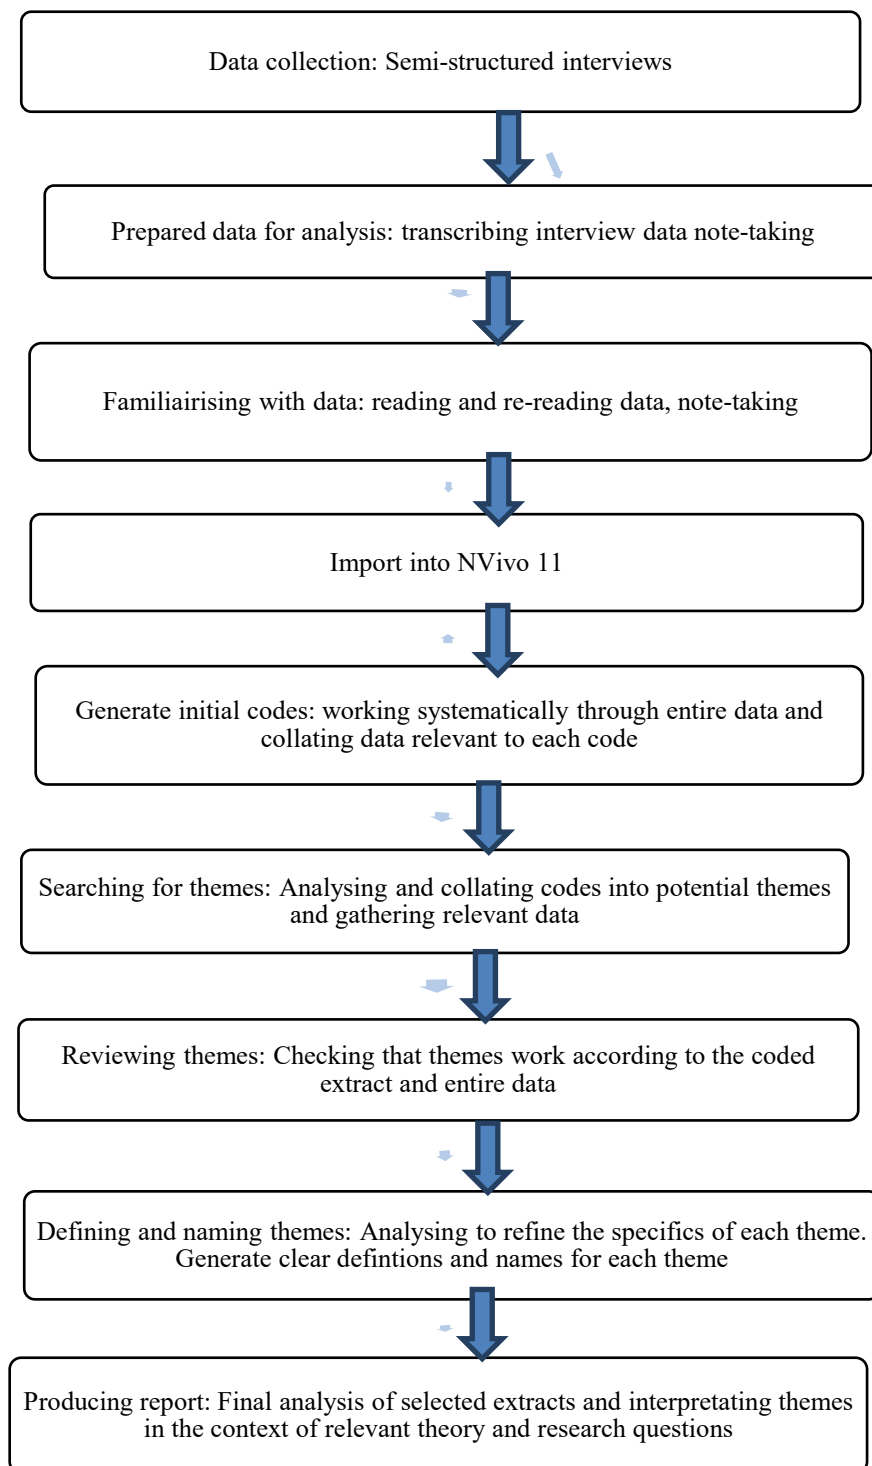 Data collection: Semi-structured interviews
Prepared data for analysis: transcribing interview data note-taking
Familiairising with data: reading and re-reading data, note-taking
Import into NVivo 11
Generate initial codes: working systematically through entire data and
collating data relevant to each code
Searching for themes: Analysing and collating codes into potential themes
and gathering relevant data
Reviewing themes: Checking that themes work according to the coded
extract and entire data
Defining and naming themes: Analysing to refine the specifics of each theme.
Generate clear defintions and names for each theme
Producing report: Final analysis of selected extracts and interpretating themes
in the context of relevant theory and research questions